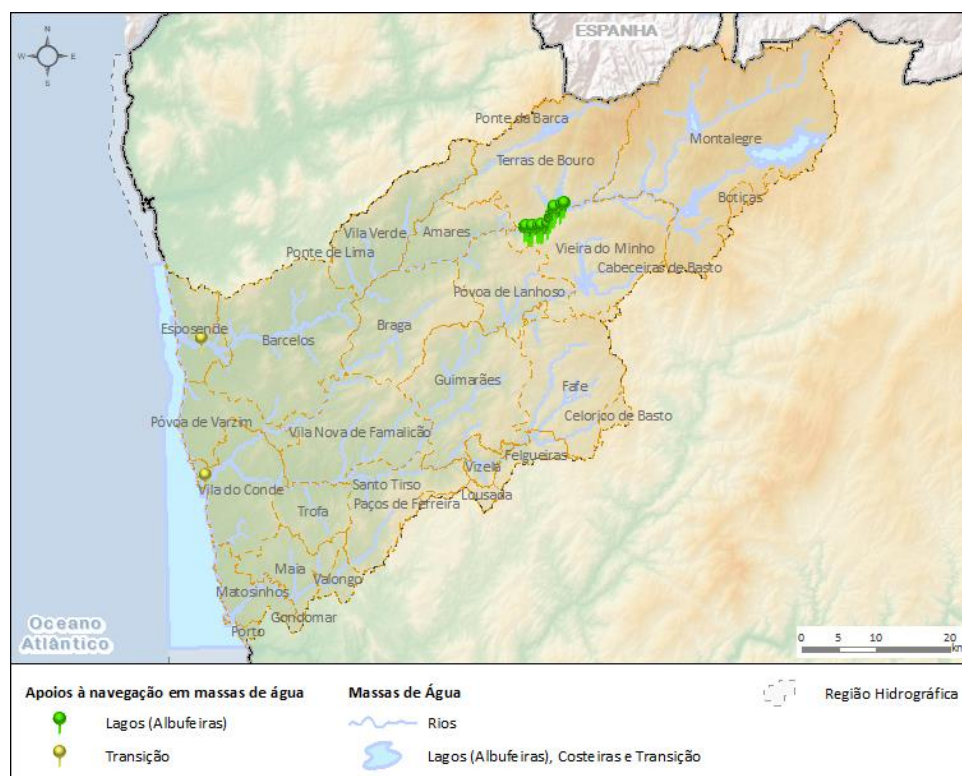 N
W
E
S
ESPANHA
Ponte da Barca
Montalegre
Terras de Bouro
Botiças
Vila Verde
Amares
Ponte de Lima
Vieira do Minho
Cabeceiras de Basto
Póvoa de Lanhoso
Esposende
Braga
Barcelos
Guimarães
Fafe
Celorico de Basto
Póvoa de Varzim
Vila Nova de Famalicão
Felgueiras
Vizela
Vila do Conde
Santo Tirso
Lousada
Paços de Ferreira
Trofa
Maia
Valongo
Matosinhos
Gondomar
Porto
Oceano
Atlântico
0 5 10 20
km
Apoios à navegação em massas de água
Massas de Água
Região Hidrográfica
Lagos (Albufeiras)
Rios
Transição
Lagos (Albufeiras), Costeiras e Transição